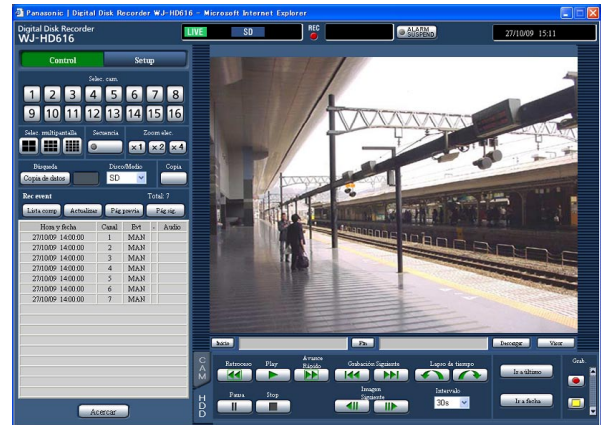 Panasonic | Digital Disk Recorder WJ-HD616 - Microsoft Internet Explorer
Digital Disk Recorder
WJ-HD616
LIVE SD REC ALARM SUSPEND 27/10/09 15:11
Control Setup
Selec. cam.
1 2 3 4 5 6 7 8
9 10 11 12 13 14 15 16
Selec. multipantalla Secuencia Zoom elec.
x1 x2 x4
Búsqueda Disco/Medio Copia
Copia de datos SD
Rec event Total: 7
Lista comp Actualizar Pág previa Pág sig.
Hora y fecha Canal Evt Audio
27/10/09 14:00:00 1 MAN
27/10/09 14:00:00 2 MAN
27/10/09 14:00:00 3 MAN
27/10/09 14:00:00 4 MAN
27/10/09 14:00:00 5 MAN
27/10/09 14:00:00 6 MAN
27/10/09 14:00:00 7 MAN
Acercar
Inicio Fin Descargar Visor
CAM
HDD
Retroceso Play Avance Rápido Grabación Siguiente Lapso de tiempo
Pausa Stop Imagen Siguiente Intervalo
30s
Ir a último
Ir a fecha
Grab.